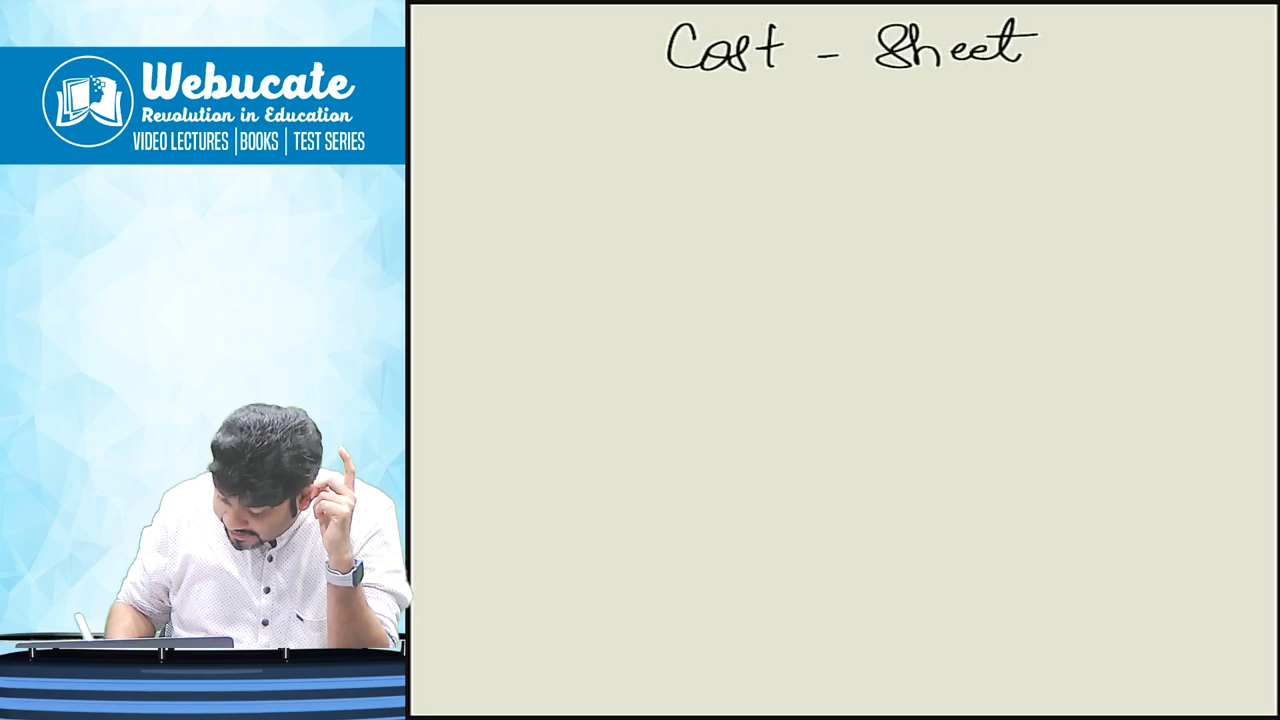 Webucate
Revolution in Education
VIDEO LECTURES | BOOKS | TEST SERIES
Cost - Sheet